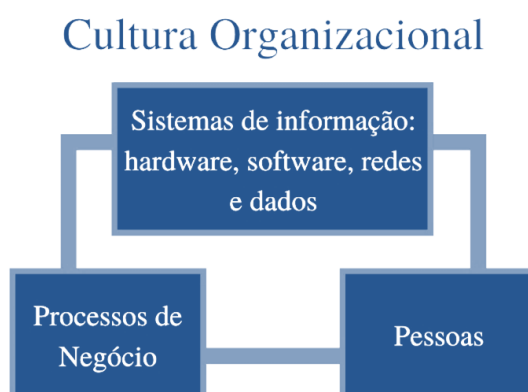 Cultura Organizacional
Sistemas de informação:
hardware, software, redes
e dados
Processos de
Negócio
Pessoas